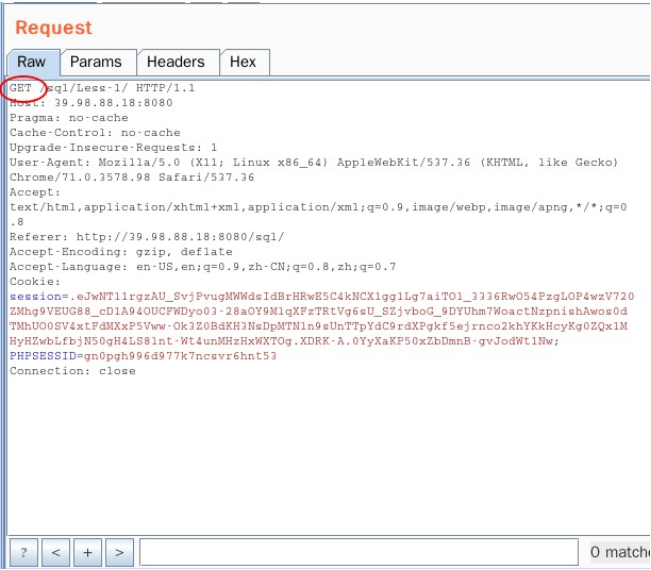 Request
Raw Params Headers Hex
GET /sql/Less-1/ HTTP/1.1
Host: 39.98.88.18:8080
Pragma: no-cache
Cache-Control: no-cache
Upgrade-Insecure-Requests: 1
User-Agent: Mozilla/5.0 (X11; Linux x86_64) AppleWebKit/537.36 (KHTML, like Gecko)
Chrome/71.0.3578.98 Safari/537.36
Accept:
text/html,application/xhtml+xml,application/xml;q=0.9,image/webp,image/apng,*/*;q=0
.8
Referer: http://39.98.88.18:8080/sql/
Accept-Encoding: gzip, deflate
Accept-Language: en-US,en;q=0.9,zh-CN;q=0.8,zh;q=0.7
Cookie:
session=
PHPSESSID=gn0pgh996d977k7ncsvr6hnt53
Connection: close
? < + > 0 matche